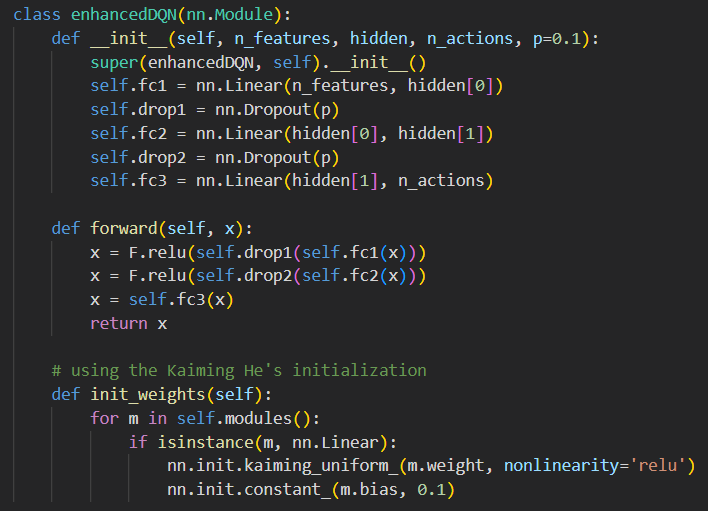 class enhancedDQN(nn.Module):
    def __init__(self, n_features, hidden, n_actions, p=0.1):
        super(enhancedDQN, self).__init__()
        self.fc1 = nn.Linear(n_features, hidden[0])
        self.drop1 = nn.Dropout(p)
        self.fc2 = nn.Linear(hidden[0], hidden[1])
        self.drop2 = nn.Dropout(p)
        self.fc3 = nn.Linear(hidden[1], n_actions)

    def forward(self, x):
        x = F.relu(self.drop1(self.fc1(x)))
        x = F.relu(self.drop2(self.fc2(x)))
        x = self.fc3(x)
        return x

    # using the Kaiming He's initialization
    def init_weights(self):
        for m in self.modules():
            if isinstance(m, nn.Linear):
                nn.init.kaiming_uniform_(m.weight, nonlinearity='relu')
                nn.init.constant_(m.bias, 0.1)